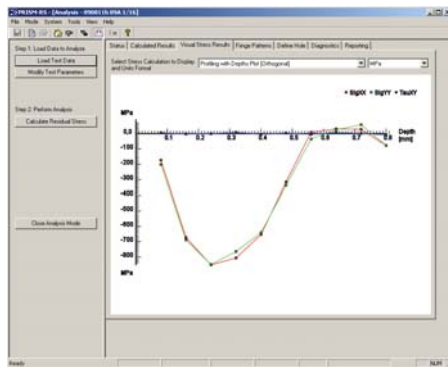 PRISM-RS - [Analysis - 090811b.09A 1/16]
File Mode System Tools View Help
Step 1: Load Data to Analyze
Load Test Data
Modify Test Parameters
Step 2: Perform Analysis
Calculate Residual Stress
Close Analysis Mode
Status Calculated Results Visual Stress Results Fringe Patterns Define Hole Diagnostics Reporting
Select Stress Calculation to Display and Units Format
Profiling with Depths Plot [Orthogonal]
MPa
SigXX SigYY TauXY
MPa
0.0
-100
-200
-300
-400
-500
-600
-700
-800
MPa
0.1 0.2 0.3 0.4 0.5 0.6 0.7 0.8
Depth
[mm]
Ready
NUM